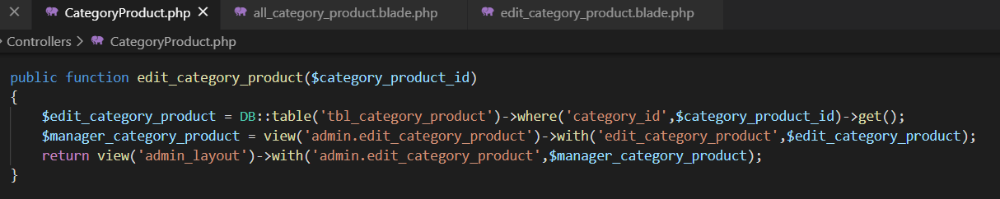 CategoryProduct.php all_category_product.blade.php edit_category_product.blade.php
Controllers > CategoryProduct.php
public function edit_category_product($category_product_id)
{
$edit_category_product = DB::table('tbl_category_product')->where('category_id',$category_product_id)->get();
$manager_category_product = view('admin.edit_category_product')->with('edit_category_product',$edit_category_product);
return view('admin_layout')->with('admin.edit_category_product',$manager_category_product);
}